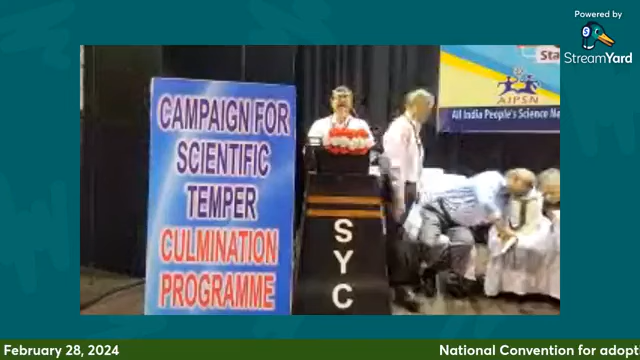 Powered by
StreamYard
Sta
AIPSN
All India People's Science Ne
CAMPAIGN FOR
SCIENTIFIC
TEMPER
CULMINATION
PROGRAMME
S
Y
C
February 28, 2024
National Convention for adopt